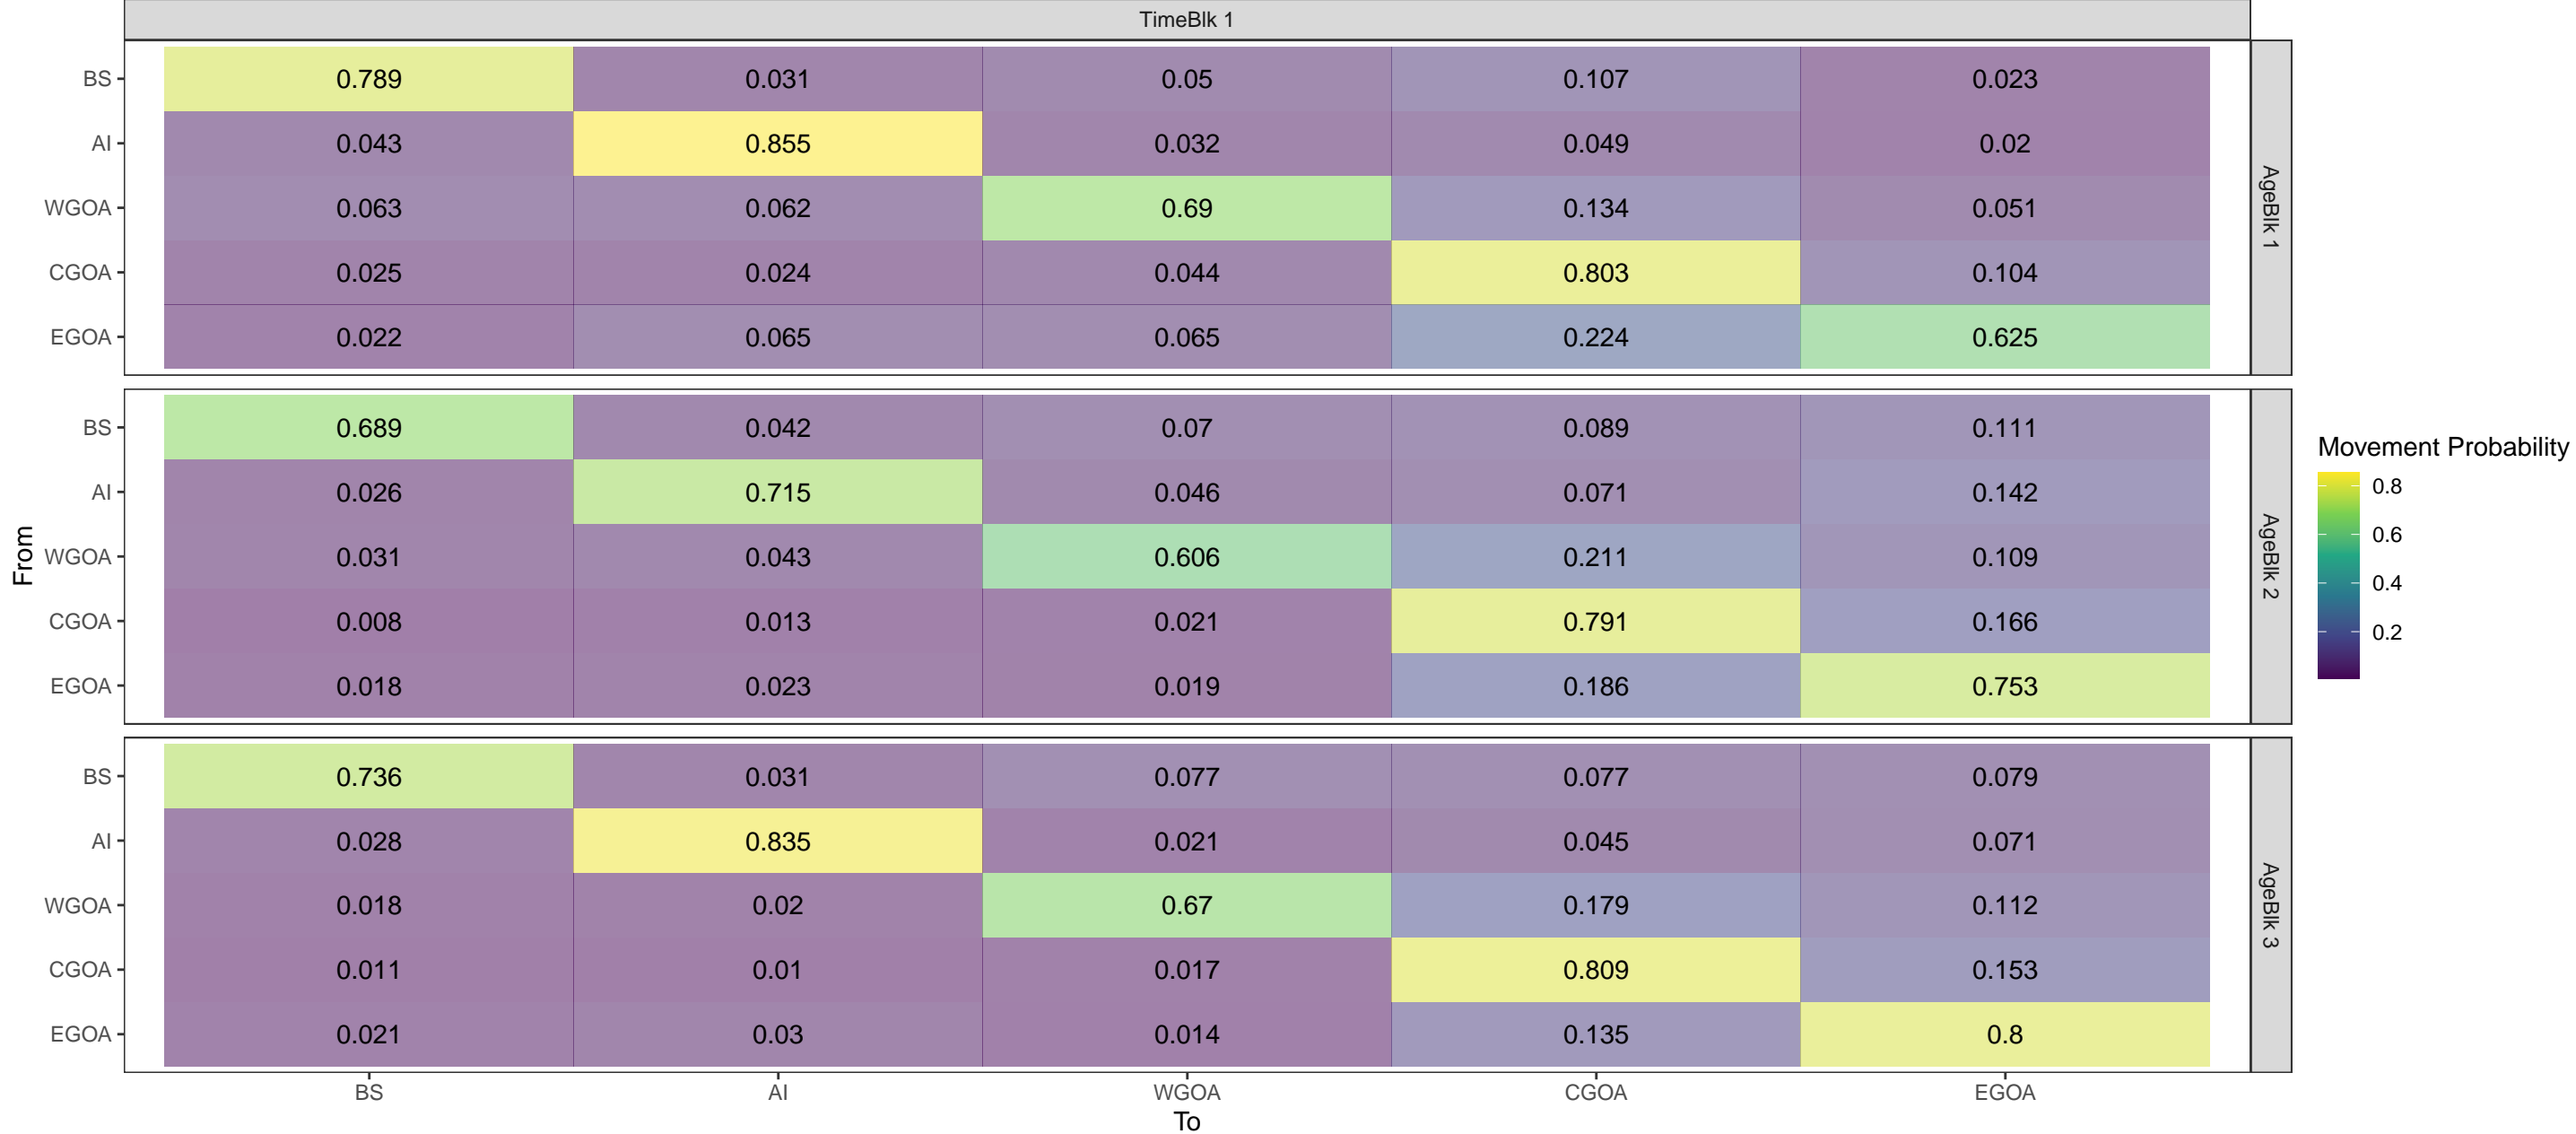 TimeBlk 1
BS 0.789 0.031 0.05 0.107 0.023
AI 0.043 0.855 0.032 0.049 0.02
WGOA 0.063 0.062 0.69 0.134 0.051
CGOA 0.025 0.024 0.044 0.803 0.104
EGOA 0.022 0.065 0.065 0.224 0.625
AgeBlk 1
BS 0.689 0.042 0.07 0.089 0.111
AI 0.026 0.715 0.046 0.071 0.142
WGOA 0.031 0.043 0.606 0.211 0.109
CGOA 0.008 0.013 0.021 0.791 0.166
EGOA 0.018 0.023 0.019 0.186 0.753
AgeBlk 2
BS 0.736 0.031 0.077 0.077 0.079
AI 0.028 0.835 0.021 0.045 0.071
WGOA 0.018 0.02 0.67 0.179 0.112
CGOA 0.011 0.01 0.017 0.809 0.153
EGOA 0.021 0.03 0.014 0.135 0.8
AgeBlk 3
BS AI WGOA CGOA EGOA
To
From
Movement Probability
0.8
0.6
0.4
0.2